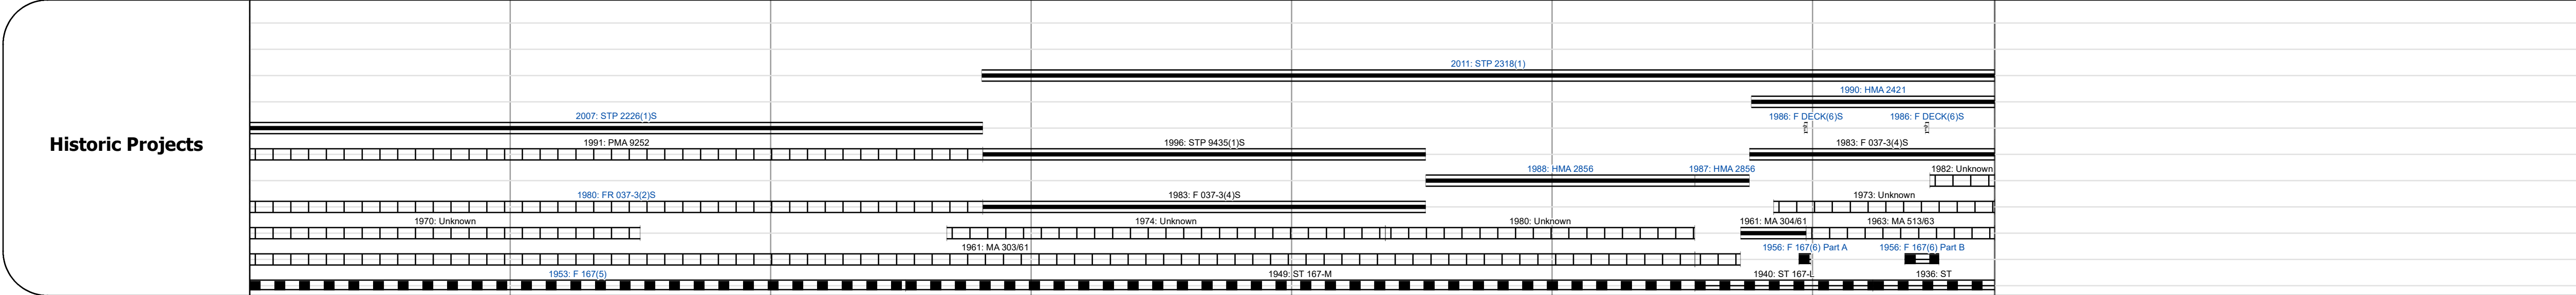 2011: STP 2318(1)
1990: HMA 2421
2007: STP 2226(1)S
1986: F DECK(6)S
1986: F DECK(6)S
Historic Projects
1991: PMA 9252
1996: STP 9435(1)S
1983: F 037-3(4)S
1988: HMA 2856
1987: HMA 2856
1982: Unknown
1980: FR 037-3(2)S
1983: F 037-3(4)S
1973: Unknown
1970: Unknown
1974: Unknown
1980: Unknown
1961: MA 304/61
1963: MA 513/63
1961: MA 303/61
1956: F 167(6) Part A
1956: F 167(6) Part B
1953: F 167(5)
1949: ST 167-M
1940: ST 167-L
1936: ST